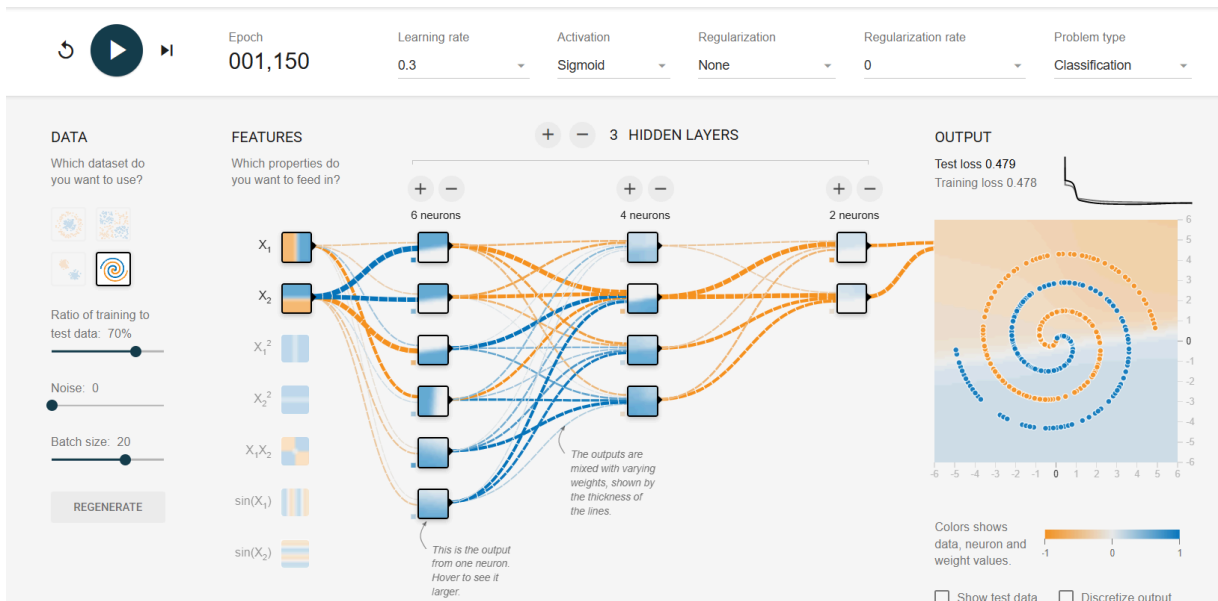 Epoch
001,150
Learning rate
0.3
Activation
Sigmoid
Regularization
None
Regularization rate
0
Problem type
Classification
DATA
Which dataset do
you want to use?
Ratio of training to
test data: 70%
Noise: 0
Batch size: 20
REGENERATE
FEATURES
Which properties do
you want to feed in?
X₁
X₂
X₁²
X₂²
X₁X₂
sin(X₁)
sin(X₂)
+ − 3 HIDDEN LAYERS
+ −
6 neurons
+ −
4 neurons
+ −
2 neurons
The outputs are
mixed with varying
weights, shown by
the thickness of
the lines.
This is the output
from one neuron.
Hover to see it
larger.
OUTPUT
Test loss 0.479
Training loss 0.478
6
5
4
3
2
1
0
-1
-2
-3
-4
-5
-6
-6 -5 -4 -3 -2 -1 0 1 2 3 4 5 6
Colors shows
data, neuron and
weight values.
-1 0 1
Show test data
Discretize output